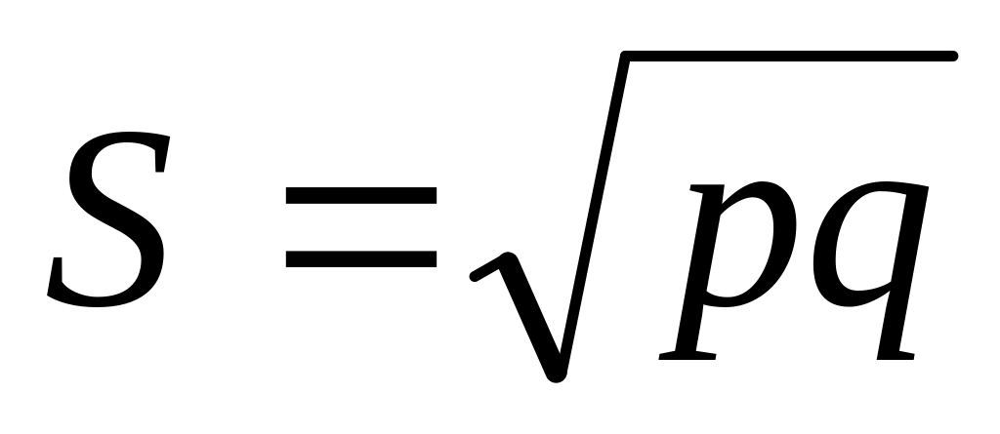 S = √pq